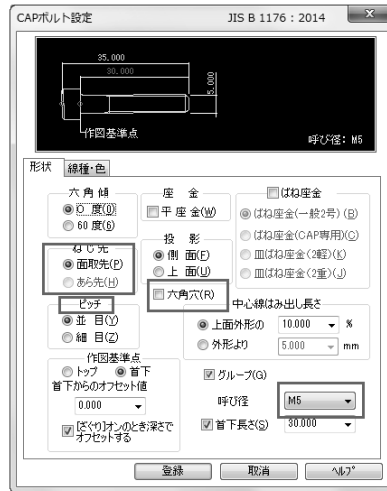 CAPボルト設定 JIS B 1176：2014
35.000
30.000
5.000
作図基準点
呼び径：M5
形状 線種・色
六 角 傾
0 度(0)
60 度(6)
ねじ先
面取先(P)
あら先(H)
ピッチ
並 目(Y)
細 目(Z)
座 金
平 座 金(W)
投 影
側 面(F)
上 面(U)
六角穴(R)
ばね座金
ばね座金(一般2号) (B)
ばね座金(CAP専用)(C)
皿ばね座金(2軽)(K)
皿ばね座金(2重)(J)
中心線はみ出し長さ
上面外形の 10.000 %
外形より 5.000 mm
作図基準点
トップ 首下
首下からのオフセット値
0.000
[ざぐり]オンのとき深さで
オフセットする
グループ(G)
呼び径 M5
首下長さ(S) 30.000
登録 取消 ﾍﾙﾌﾟ